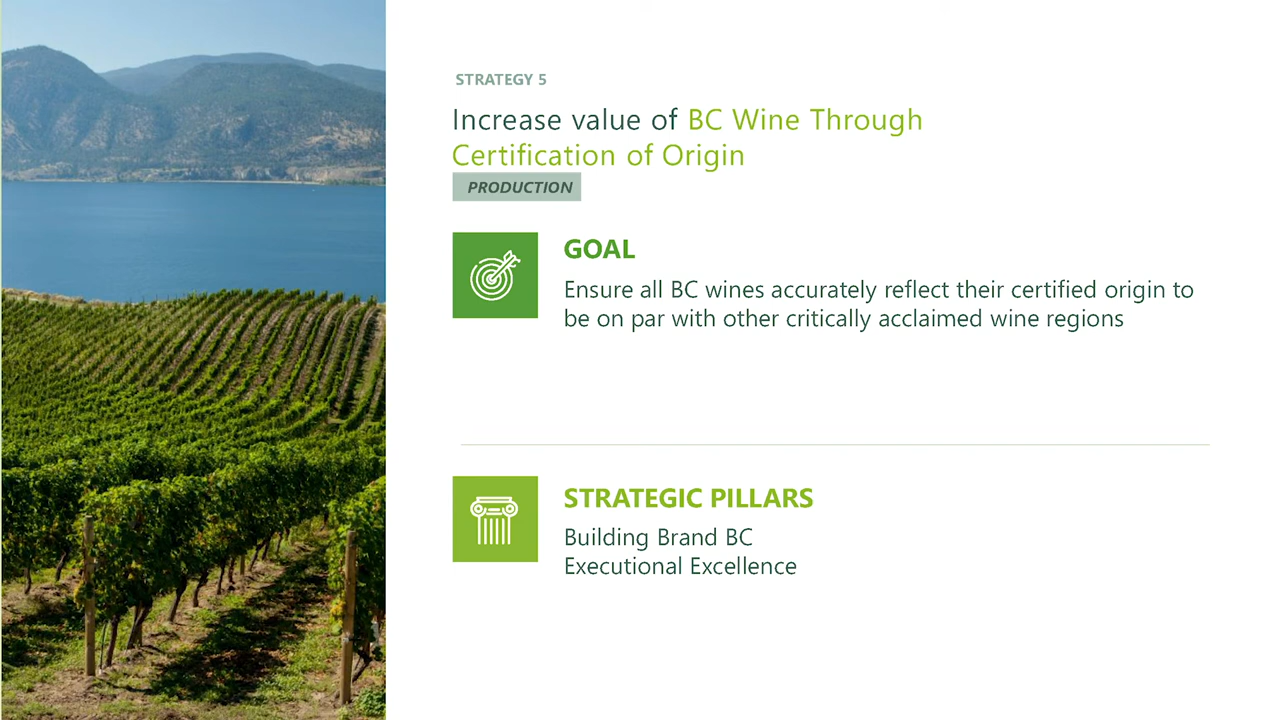 STRATEGY 5
Increase value of BC Wine Through
Certification of Origin
PRODUCTION
GOAL
Ensure all BC wines accurately reflect their certified origin to
be on par with other critically acclaimed wine regions
STRATEGIC PILLARS
Building Brand BC
Executional Excellence